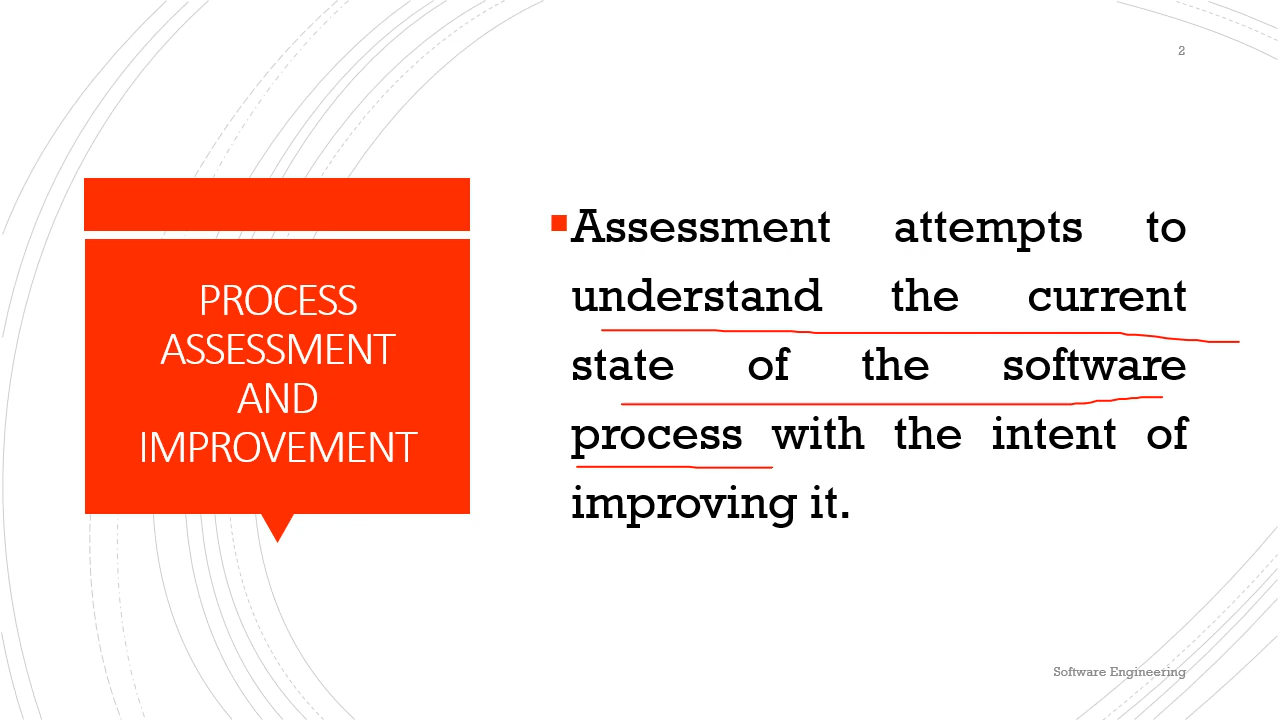 2
PROCESS
ASSESSMENT
AND
IMPROVEMENT
Assessment attempts to
understand the current
state of the software
process with the intent of
improving it.
Software Engineering